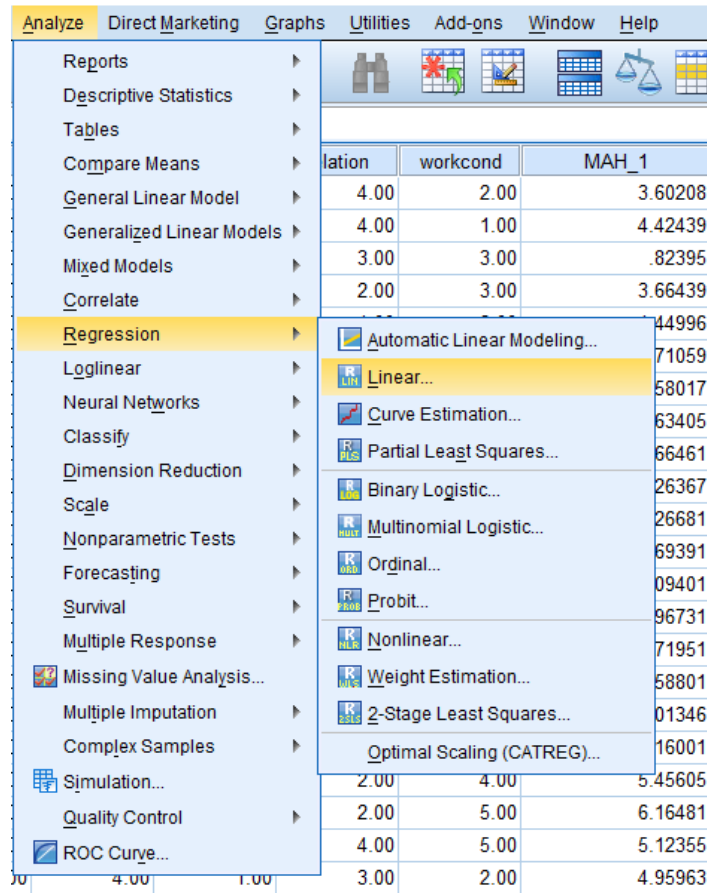 Analyze Direct Marketing Graphs Utilities Add-ons Window Help
Reports
Descriptive Statistics
Tables
Compare Means
General Linear Model
Generalized Linear Models
Mixed Models
Correlate
Regression
Loglinear
Neural Networks
Classify
Dimension Reduction
Scale
Nonparametric Tests
Forecasting
Survival
Multiple Response
Missing Value Analysis...
Multiple Imputation
Complex Samples
Simulation...
Quality Control
ROC Curve...
Automatic Linear Modeling...
Linear...
Curve Estimation...
Partial Least Squares...
Binary Logistic...
Multinomial Logistic...
Ordinal...
Probit...
Nonlinear...
Weight Estimation...
2-Stage Least Squares...
Optimal Scaling (CATREG)...
lation workcond MAH_1
4.00 2.00 3.60208
4.00 1.00 4.42439
3.00 3.00 .82395
2.00 3.00 3.66439
44996
71059
58017
63405
66461
26367
26681
69391
09401
96731
71951
58801
01346
16001
2.00 4.00 5.45605
2.00 5.00 6.16481
4.00 5.00 5.12355
4.00 1.00 3.00 2.00 4.95963